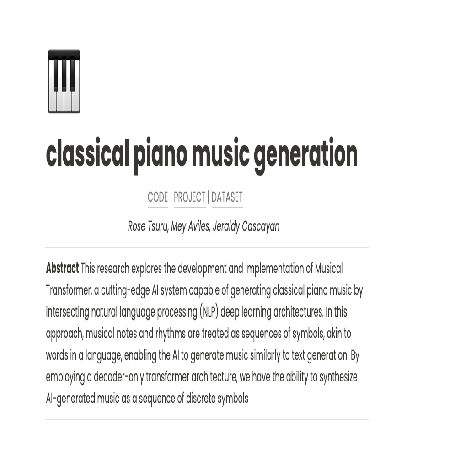 classical piano music generation
CODE PROJECT | DATASET
Rose Tsuru, Mey Aviles, Jeraldy Cascayan
Abstract This research explores the development and implementation of Musical
Transformer, a cutting-edge AI system capable of generating classical piano music by
intersecting natural language processing (NLP) deep learning architectures. In this
approach, musical notes and rhythms are treated as sequences of symbols, akin to
words in a language, enabling the AI to generate music similarly to text generation. By
employing a decoder-only transformer architecture, we have the ability to synthesize
AI-generated music as a sequence of discrete symbols